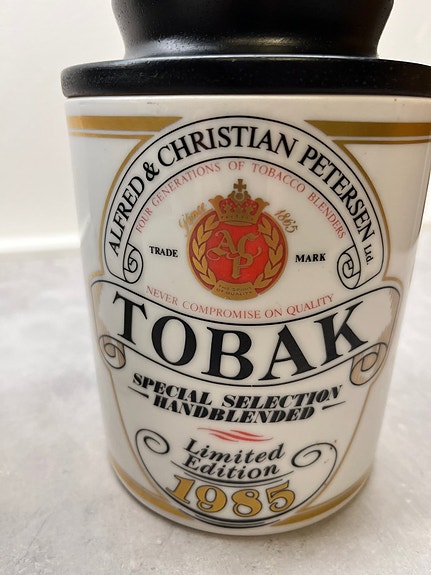 ALFRED & CHRISTIAN PETERSEN Ltd.
FOUR GENERATIONS OF TOBACCO BLENDERS
Since 1865
TRADE MARK
ACP
NEVER COMPROMISE ON QUALITY
TOBAK
SPECIAL SELECTION
HANDBLENDED
Limited
Edition
1985